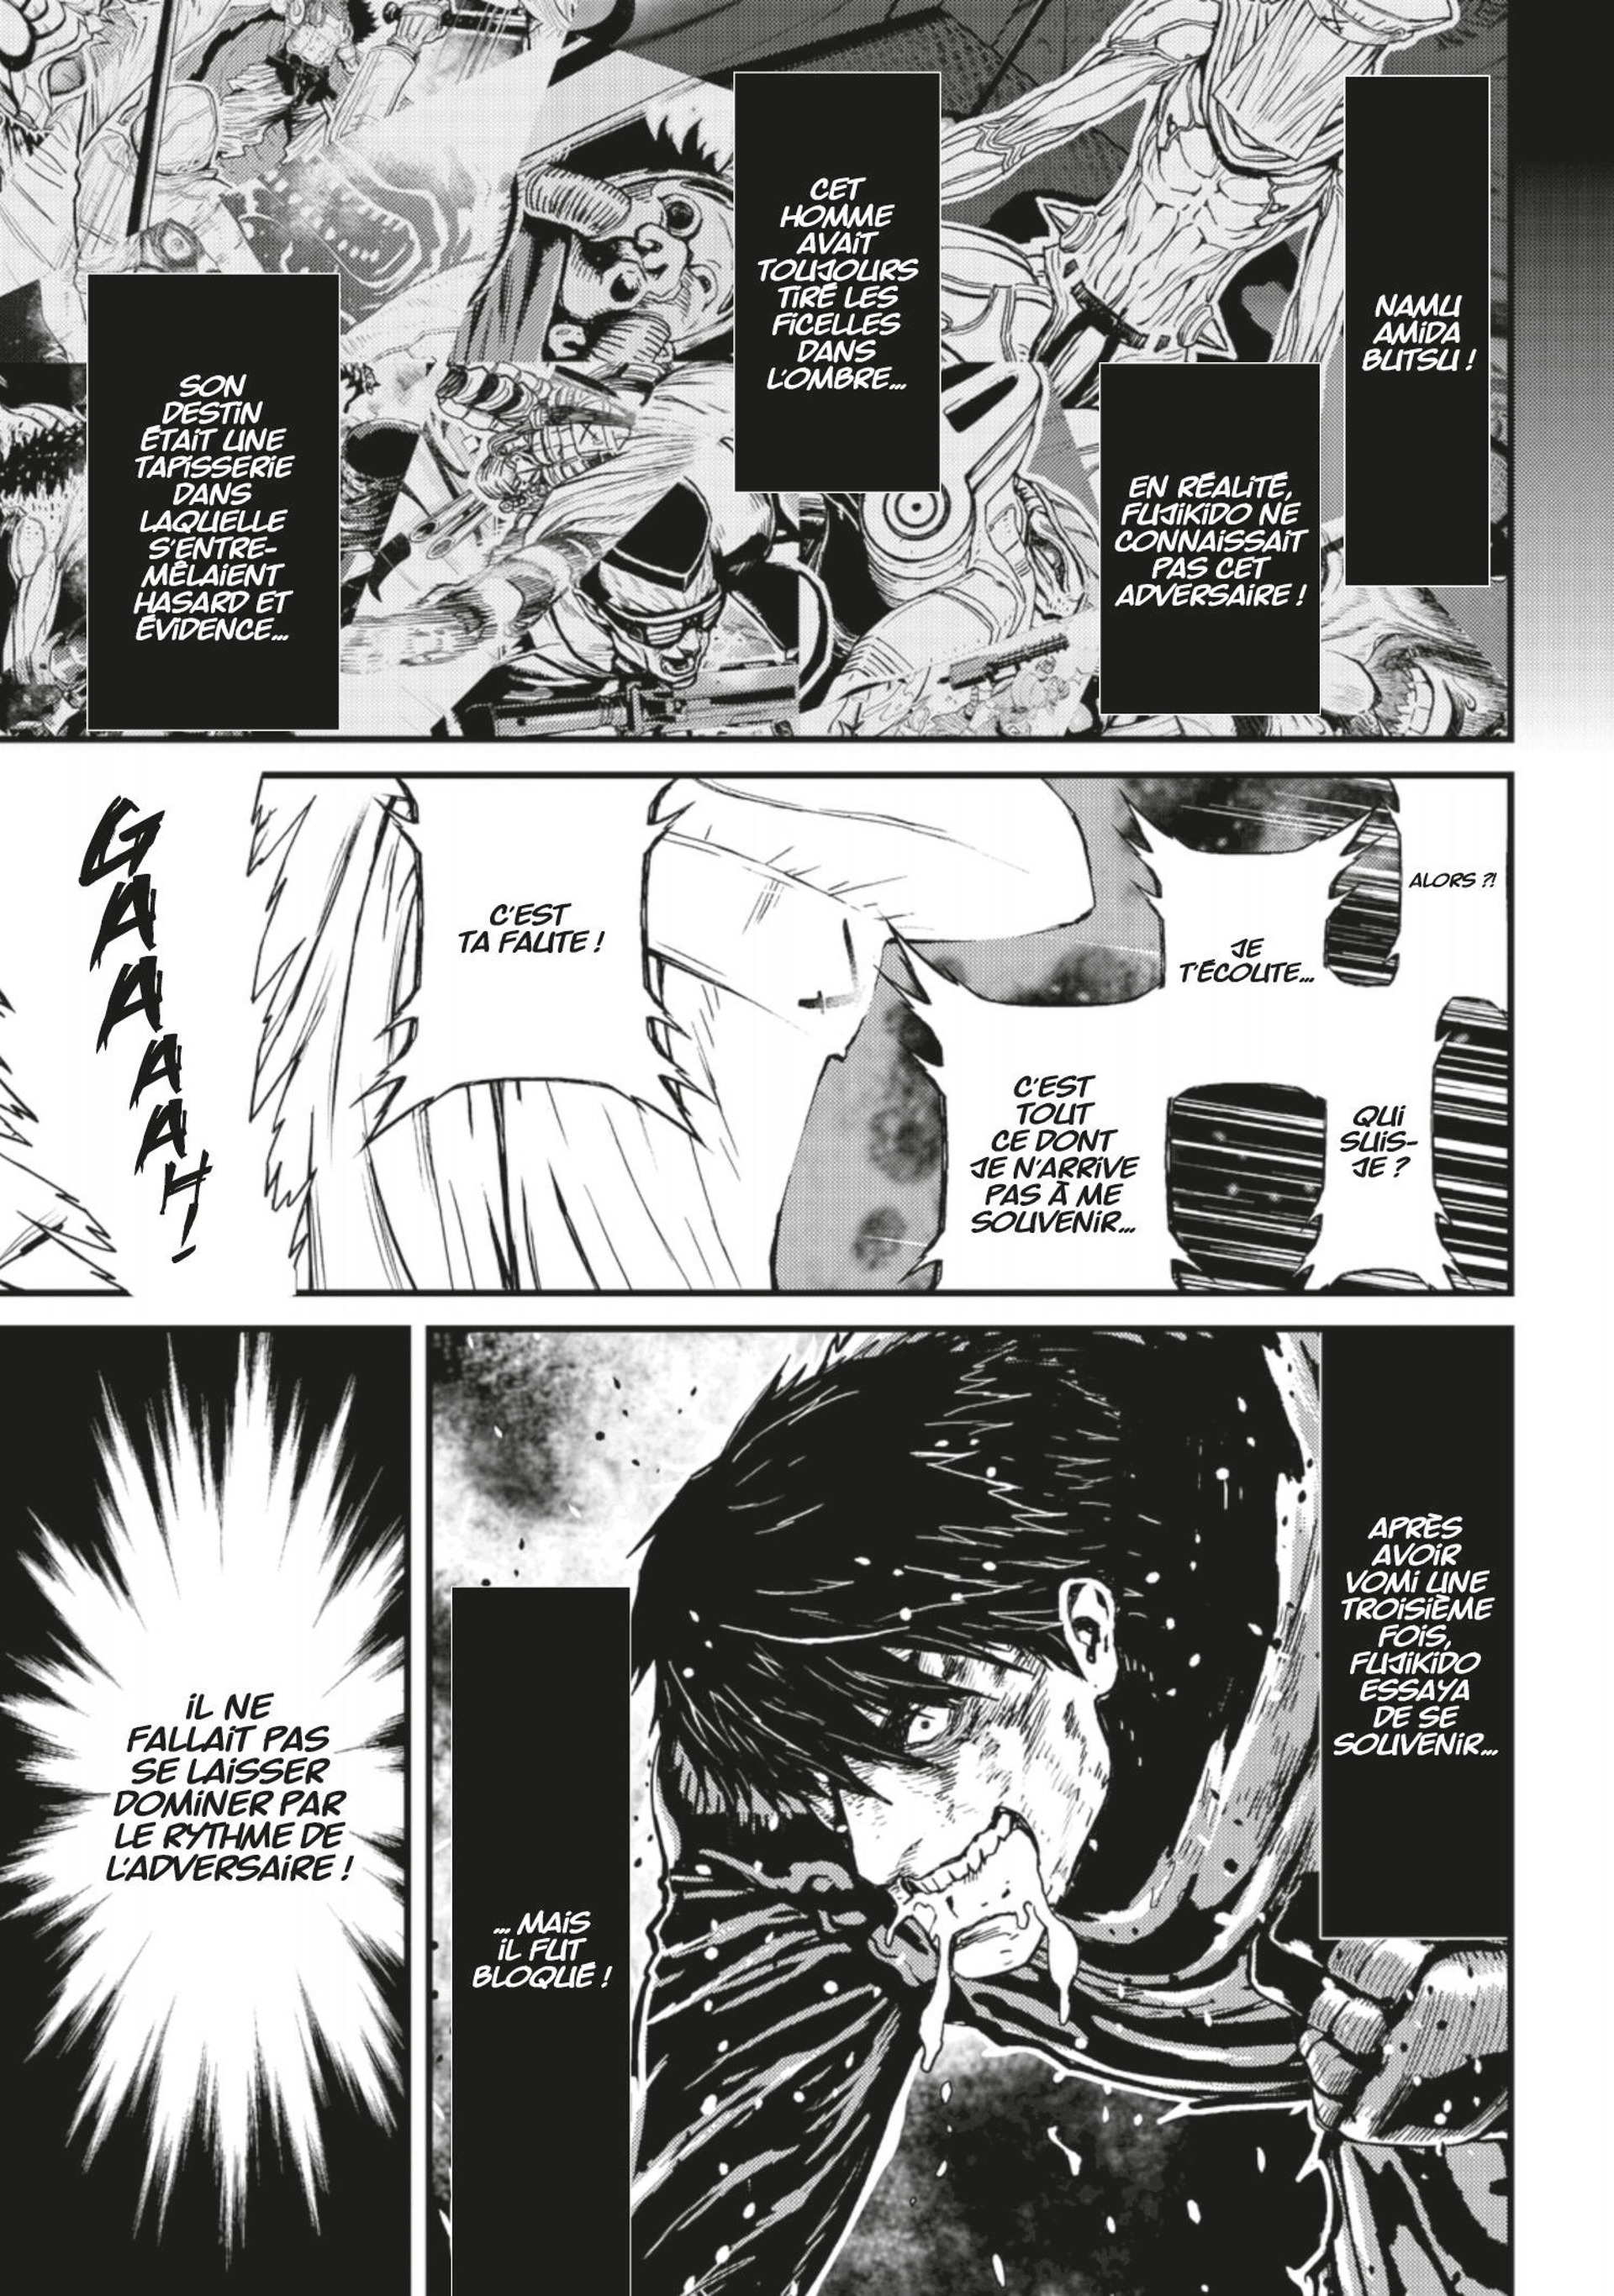 NAMU
AMIDA
BUTSU !
EN RÉALITÉ,
FUJIKIDO NE
CONNAISSAIT
PAS CET
ADVERSAIRE !
CET
HOMME
AVAIT
TOUJOURS
TIRÉ LES
FICELLES
DANS
L'OMBRE...
SON
DESTIN
ÉTAIT UNE
TAPISSERIE
DANS
LAQUELLE
S'ENTRE-
MÊLAIENT
HASARD ET
ÉVIDENCE...
ALORS ?!
JE
T'ÉCOUTE...
QUI
SUIS-
JE ?
C'EST
TOUT
CE DONT
JE N'ARRIVE
PAS À ME
SOUVENIR...
C'EST
TA FAUTE !
GAAAAAH !
APRÈS
AVOIR
VOMI UNE
TROISIÈME
FOIS,
FUJIKIDO
ESSAYA
DE SE
SOUVENIR...
... MAIS
IL FUT
BLOQUÉ !
IL NE
FALLAIT PAS
SE LAISSER
DOMINER PAR
LE RYTHME DE
L'ADVERSAIRE !